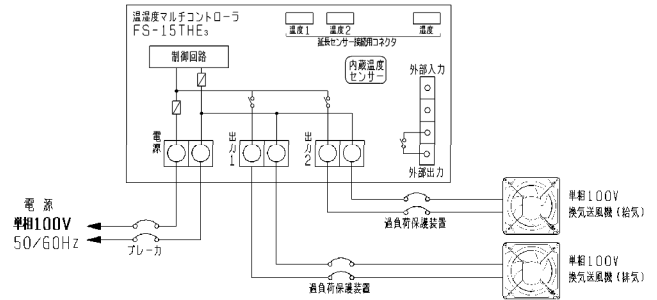 温湿度マルチコントローラ
FS-15THE₃
制御回路
温度1 温度2 温度
延長センサー接続用コネクタ
内蔵温度
センサー
外部入力
電源
出力1
出力2
外部出力
電源
単相100V
50/60Hz
ブレーカ
過負荷保護装置
単相100V
換気送風機(給気)
過負荷保護装置
単相100V
換気送風機(排気)